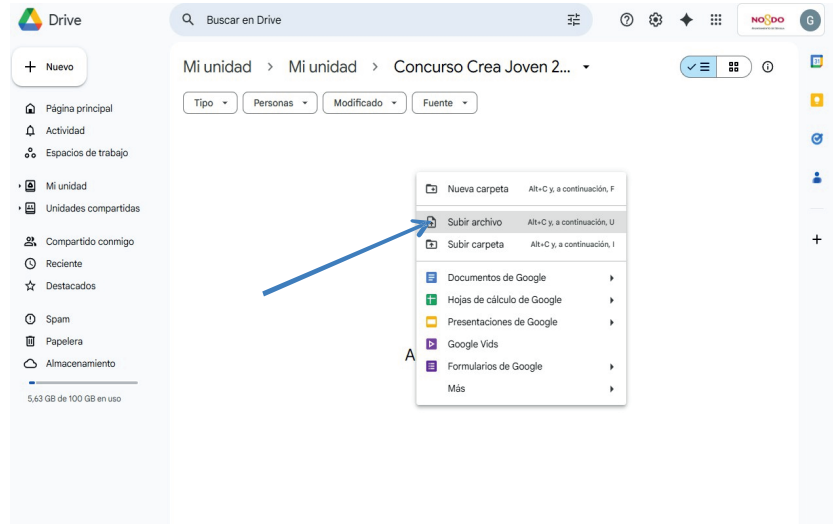 Drive
Buscar en Drive
NO8DO
G
Nuevo
Mi unidad > Mi unidad > Concurso Crea Joven 2...
Tipo
Personas
Modificado
Fuente
Página principal
Actividad
Espacios de trabajo
Mi unidad
Unidades compartidas
Compartido conmigo
Reciente
Destacados
Spam
Papelera
Almacenamiento
5,63 GB de 100 GB en uso
Nueva carpeta Alt+C y, a continuación, F
Subir archivo Alt+C y, a continuación, U
Subir carpeta Alt+C y, a continuación, I
Documentos de Google
Hojas de cálculo de Google
Presentaciones de Google
Google Vids
A
Formularios de Google
Más
31